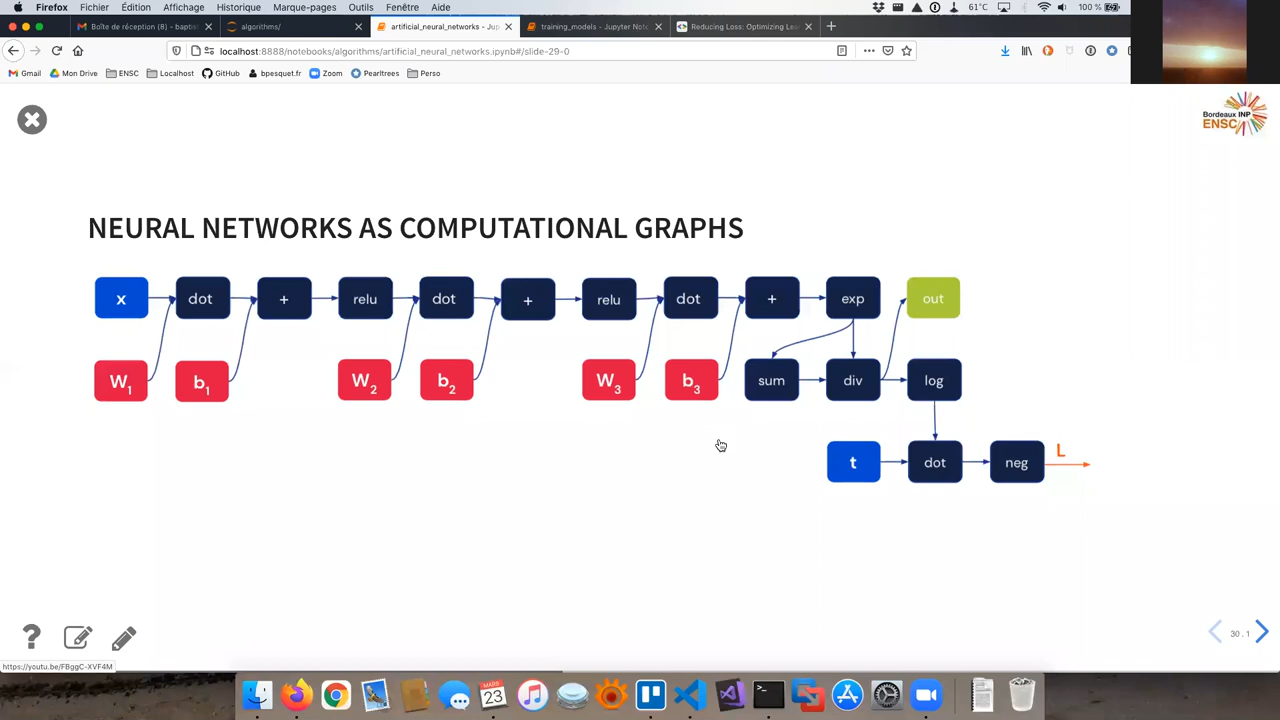 Firefox Fichier Édition Affichage Historique Marque-pages Outils Fenêtre Aide 61°C 100 %
Boîte de réception (8) - baptis
algorithms/
artificial_neural_networks - Ju
training_models - Jupyter Note
Reducing Loss: Optimizing Lea
localhost:8888/notebooks/algorithms/artificial_neural_networks.ipynb#/slide-29-0
Gmail Mon Drive ENSC Localhost GitHub bpesquet.fr Zoom Pearltrees Perso
Bordeaux INP
ENSC
NEURAL NETWORKS AS COMPUTATIONAL GRAPHS
x dot + relu dot + relu dot + exp out
W1 b1 W2 b2 W3 b3 sum div log
t dot neg L
?
30.1
https://youtu.be/FBggC-XVF4M
MARS
23